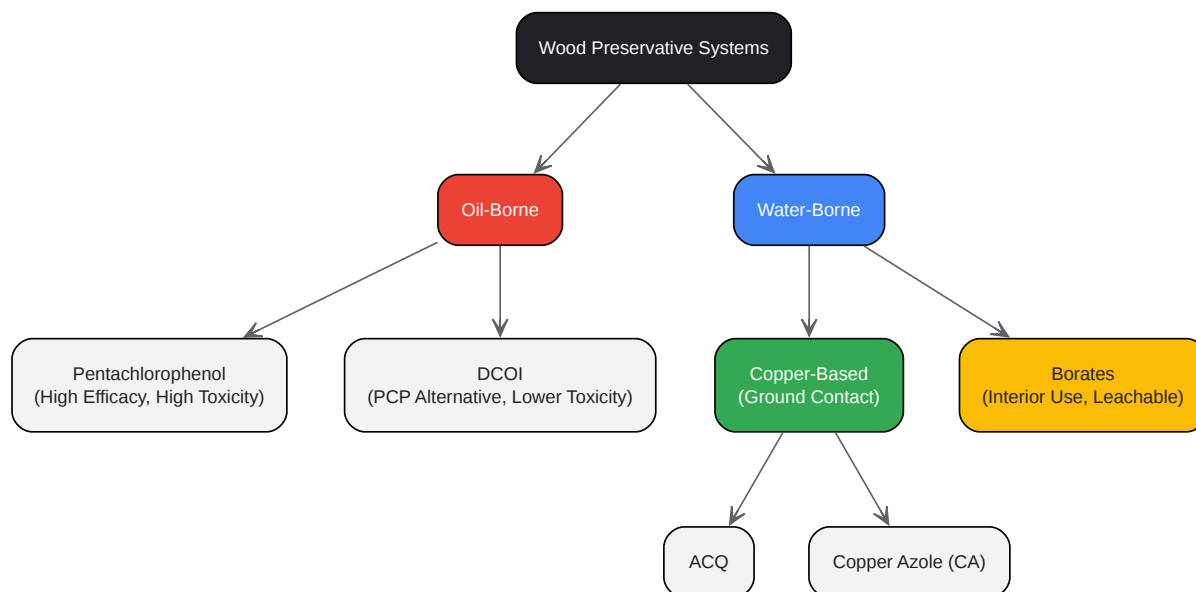 Wood Preservative Systems
Oil-Borne
Water-Borne
Pentachlorophenol
(High Efficacy, High Toxicity)
DCOI
(PCP Alternative, Lower Toxicity)
Copper-Based
(Ground Contact)
Borates
(Interior Use, Leachable)
ACQ
Copper Azole (CA)